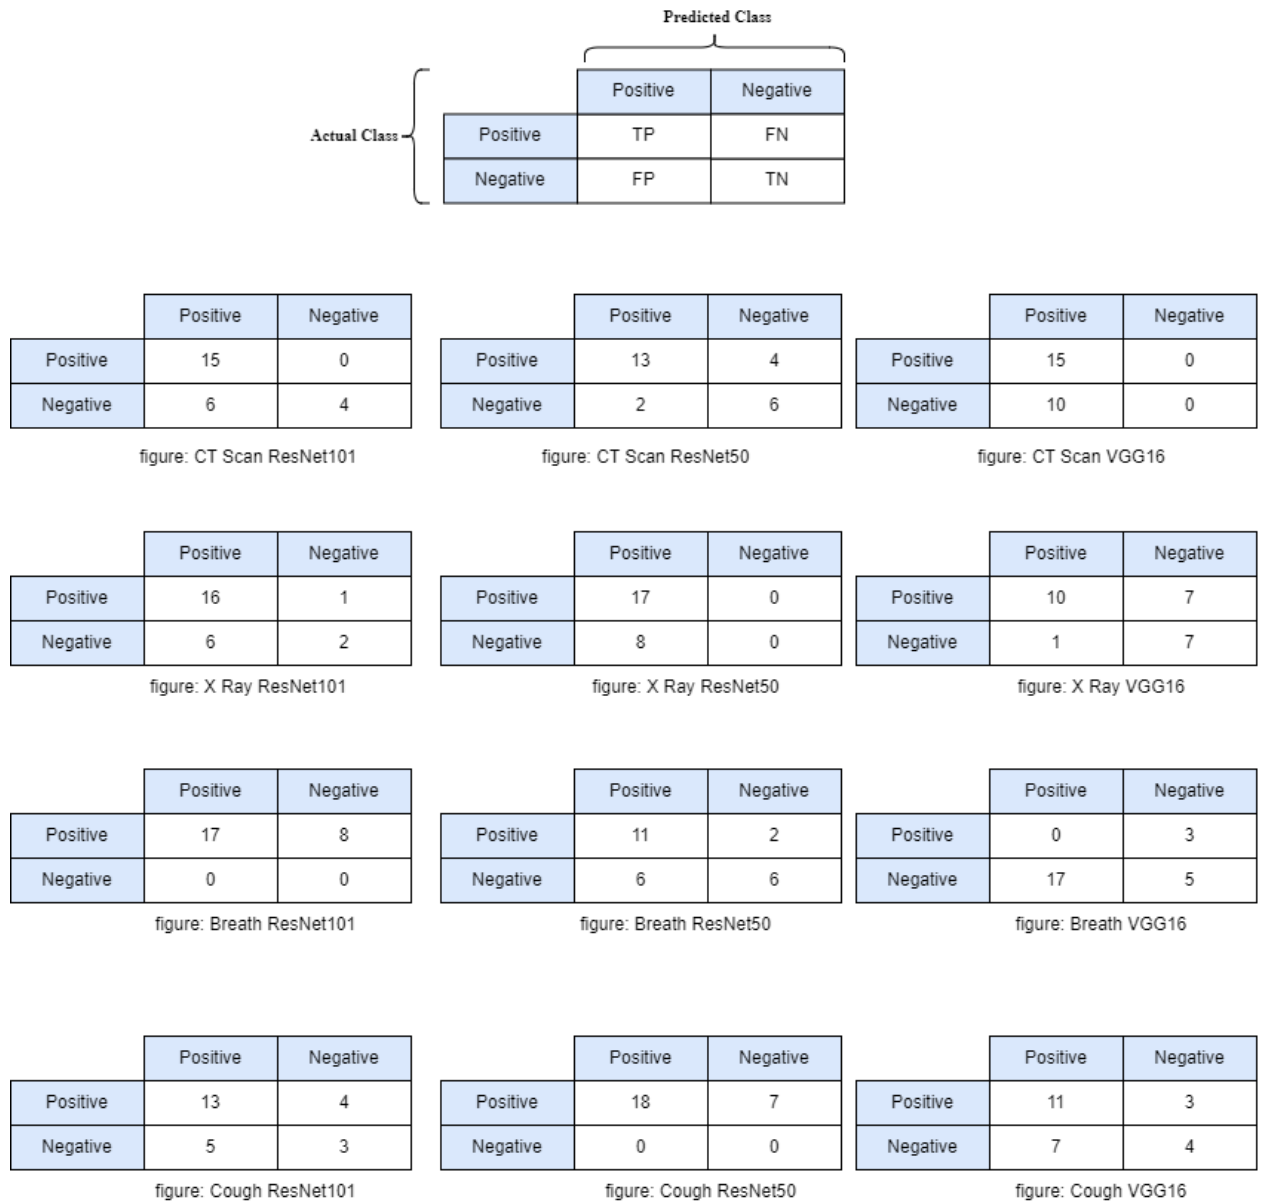 Predicted Class
Positive Negative
Actual Class Positive TP FN
Negative FP TN
Positive Negative Positive Negative Positive Negative
Positive 15 0 Positive 13 4 Positive 15 0
Negative 6 4 Negative 2 6 Negative 10 0
figure: CT Scan ResNet101 figure: CT Scan ResNet50 figure: CT Scan VGG16
Positive Negative Positive Negative Positive Negative
Positive 16 1 Positive 17 0 Positive 10 7
Negative 6 2 Negative 8 0 Negative 1 7
figure: X Ray ResNet101 figure: X Ray ResNet50 figure: X Ray VGG16
Positive Negative Positive Negative Positive Negative
Positive 17 8 Positive 11 2 Positive 0 3
Negative 0 0 Negative 6 6 Negative 17 5
figure: Breath ResNet101 figure: Breath ResNet50 figure: Breath VGG16
Positive Negative Positive Negative Positive Negative
Positive 13 4 Positive 18 7 Positive 11 3
Negative 5 3 Negative 0 0 Negative 7 4
figure: Cough ResNet101 figure: Cough ResNet50 figure: Cough VGG16